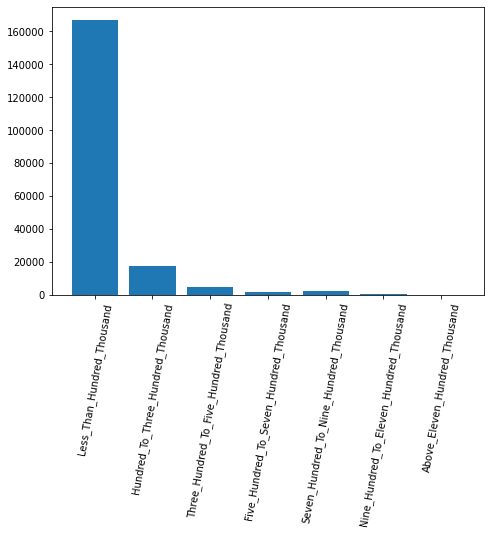 160000
140000
120000
100000
80000
60000
40000
20000
0
Less_Than_Hundred_Thousand
Hundred_To_Three_Hundred_Thousand
Three_Hundred_To_Five_Hundred_Thousand
Five_Hundred_To_Seven_Hundred_Thousand
Seven_Hundred_To_Nine_Hundred_Thousand
Nine_Hundred_To_Eleven_Hundred_Thousand
Above_Eleven_Hundred_Thousand